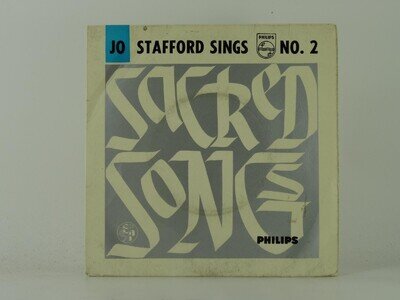 JO STAFFORD SINGS PHILIPS NO. 2
SACRED
SONGS
PHILIPS